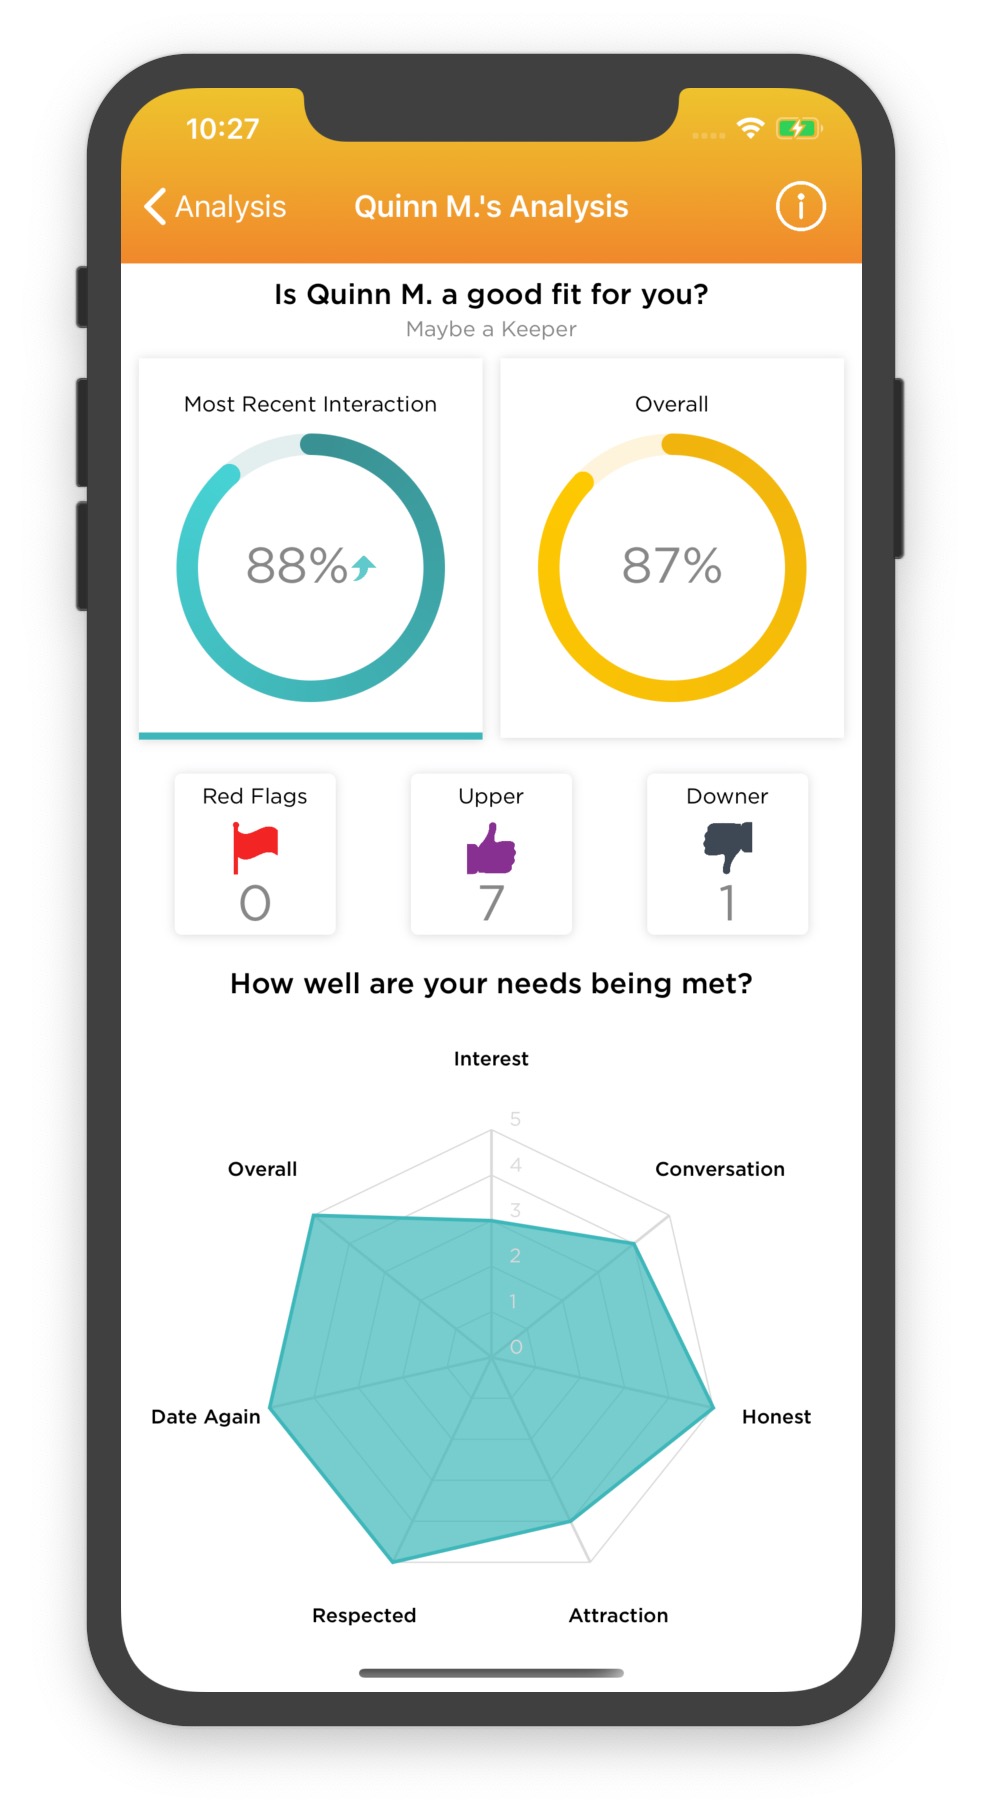 10:27
Analysis
Quinn M.'s Analysis
Is Quinn M. a good fit for you?
Maybe a Keeper
Most Recent Interaction
Overall
88%
87%
Red Flags
Upper
Downer
0
7
1
How well are your needs being met?
Interest
5
Overall
4
Conversation
3
2
1
0
Date Again
Honest
Respected
Attraction